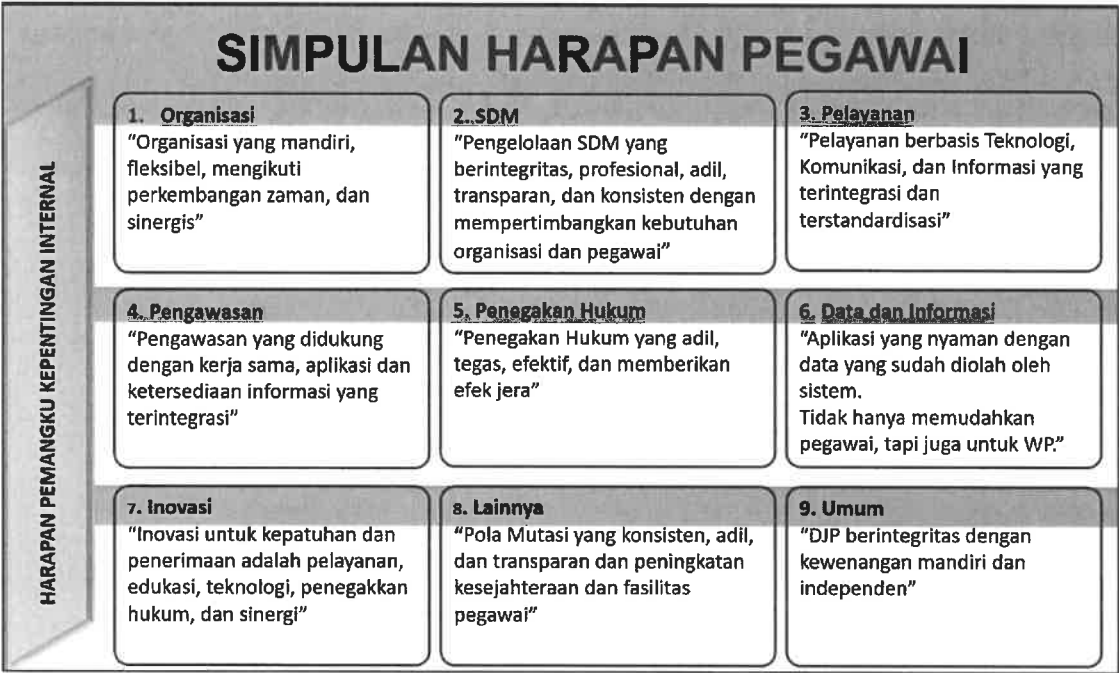 SIMPULAN HARAPAN PEGAWAI
HARAPAN PEMANGKU KEPENTINGAN INTERNAL
1. Organisasi
"Organisasi yang mandiri,
fleksibel, mengikuti
perkembangan zaman, dan
sinergis"
2. SDM
"Pengelolaan SDM yang
berintegritas, profesional, adil,
transparan, dan konsisten dengan
mempertimbangkan kebutuhan
organisasi dan pegawai"
3. Pelayanan
"Pelayanan berbasis Teknologi,
Komunikasi, dan Informasi yang
terintegrasi dan
terstandardisasi"
4. Pengawasan
"Pengawasan yang didukung
dengan kerja sama, aplikasi dan
ketersediaan informasi yang
terintegrasi"
5. Penegakan Hukum
"Penegakan Hukum yang adil,
tegas, efektif, dan memberikan
efek jera"
6. Data dan Informasi
"Aplikasi yang nyaman dengan
data yang sudah diolah oleh
sistem.
Tidak hanya memudahkan
pegawai, tapi juga untuk WP."
7. Inovasi
"Inovasi untuk kepatuhan dan
penerimaan adalah pelayanan,
edukasi, teknologi, penegakkan
hukum, dan sinergi"
8. Lainnya
"Pola Mutasi yang konsisten, adil,
dan transparan dan peningkatan
kesejahteraan dan fasilitas
pegawai"
9. Umum
"DJP berintegritas dengan
kewenangan mandiri dan
independen"